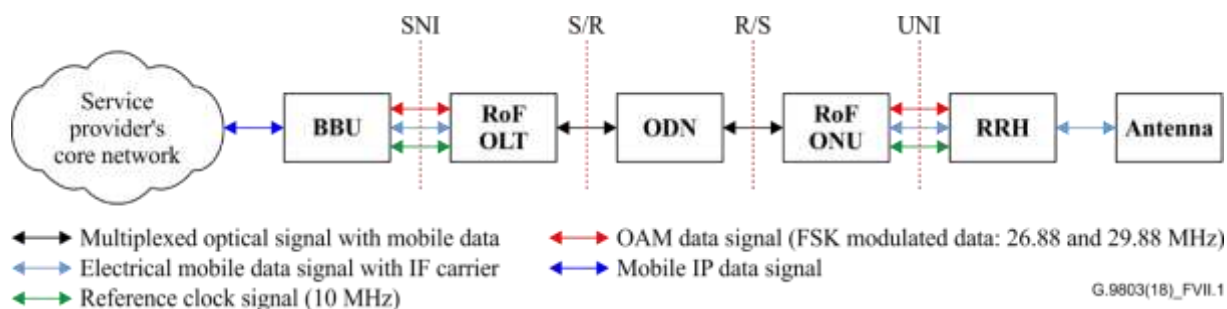 SNI S/R R/S UNI
Service
provider's
core network
BBU
RoF
OLT
ODN
RoF
ONU
RRH
Antenna
Multiplexed optical signal with mobile data
Electrical mobile data signal with IF carrier
Reference clock signal (10 MHz)
OAM data signal (FSK modulated data: 26.88 and 29.88 MHz)
Mobile IP data signal
G.9803(18)_FVII.1